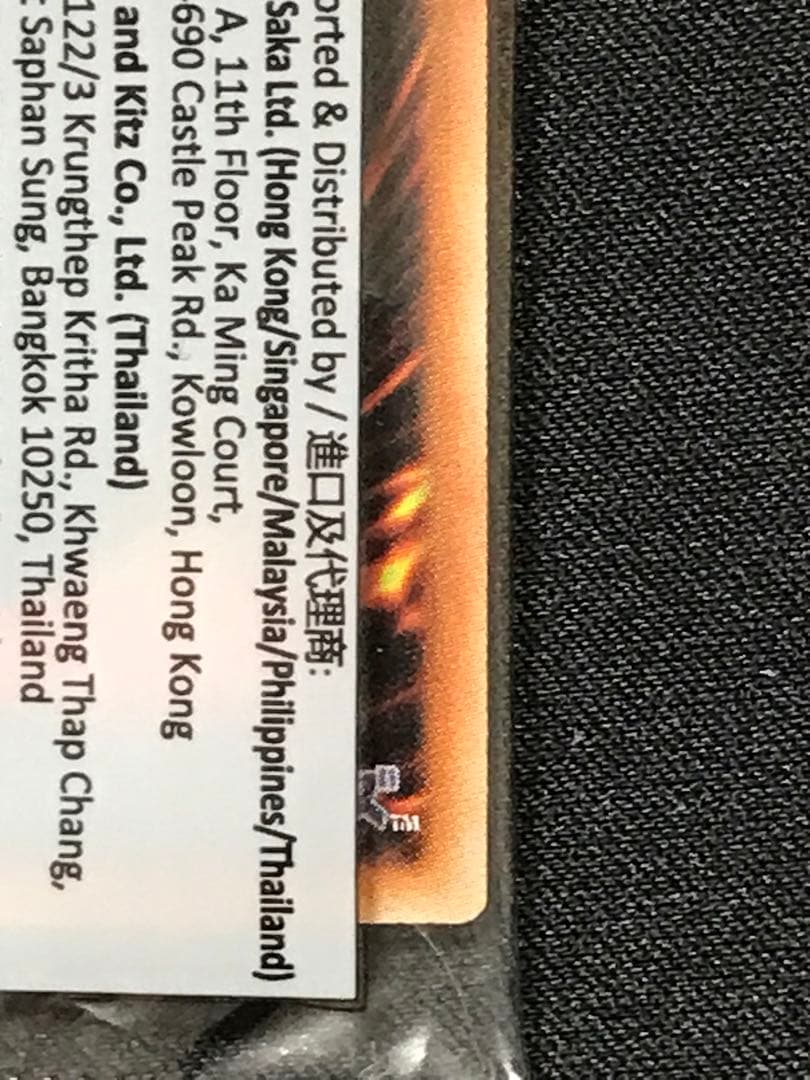 orted & Distributed by / 進口及代理商:
Saka Ltd. (Hong Kong/Singapore/Malaysia/Philippines/Thailand)
A, 11th Floor, Ka Ming Court,
690 Castle Peak Rd., Kowloon, Hong Kong
and Kitz Co., Ltd. (Thailand)
122/3 Krungthep Kritha Rd., Khwaeng Thap Chang,
: Saphan Sung, Bangkok 10250, Thailand